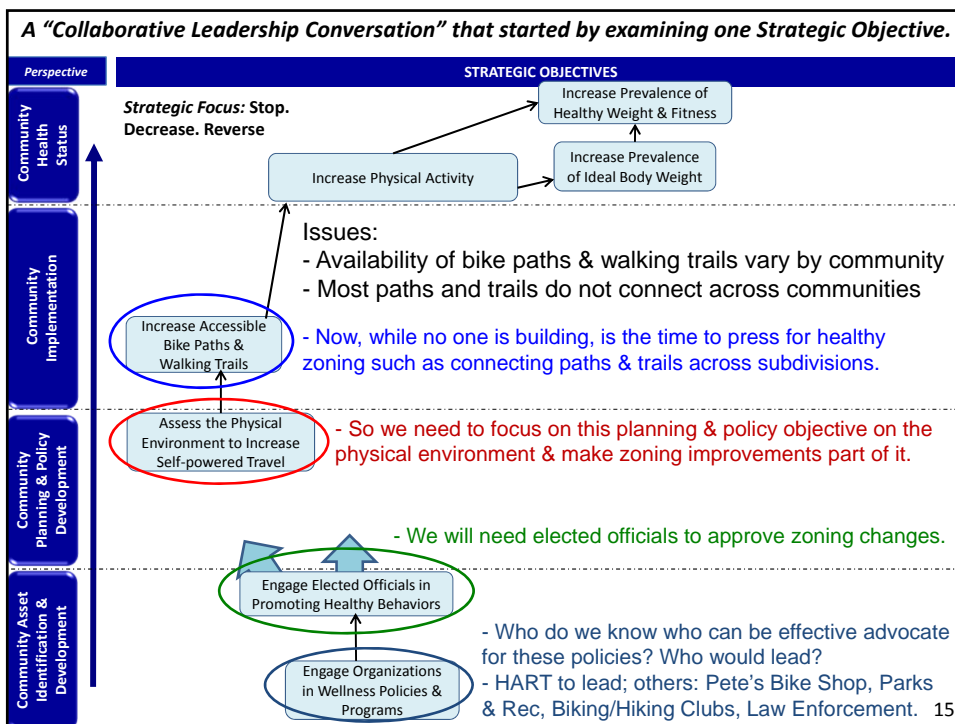 A “Collaborative Leadership Conversation” that started by examining one Strategic Objective.
Perspective
STRATEGIC OBJECTIVES
Community
Health
Status
Strategic Focus: Stop.
Decrease. Reverse
Increase Prevalence of
Healthy Weight & Fitness
Increase Physical Activity
Increase Prevalence
of Ideal Body Weight
Community
Implementation
Issues:
- Availability of bike paths & walking trails vary by community
- Most paths and trails do not connect across communities
Increase Accessible
Bike Paths &
Walking Trails
- Now, while no one is building, is the time to press for healthy
zoning such as connecting paths & trails across subdivisions.
Community
Planning & Policy
Development
Assess the Physical
Environment to Increase
Self-powered Travel
- So we need to focus on this planning & policy objective on the
physical environment & make zoning improvements part of it.
- We will need elected officials to approve zoning changes.
Community Asset
Identification &
Development
Engage Elected Officials in
Promoting Healthy Behaviors
Engage Organizations
in Wellness Policies &
Programs
- Who do we know who can be effective advocate
for these policies? Who would lead?
- HART to lead; others: Pete’s Bike Shop, Parks
& Rec, Biking/Hiking Clubs, Law Enforcement.
15